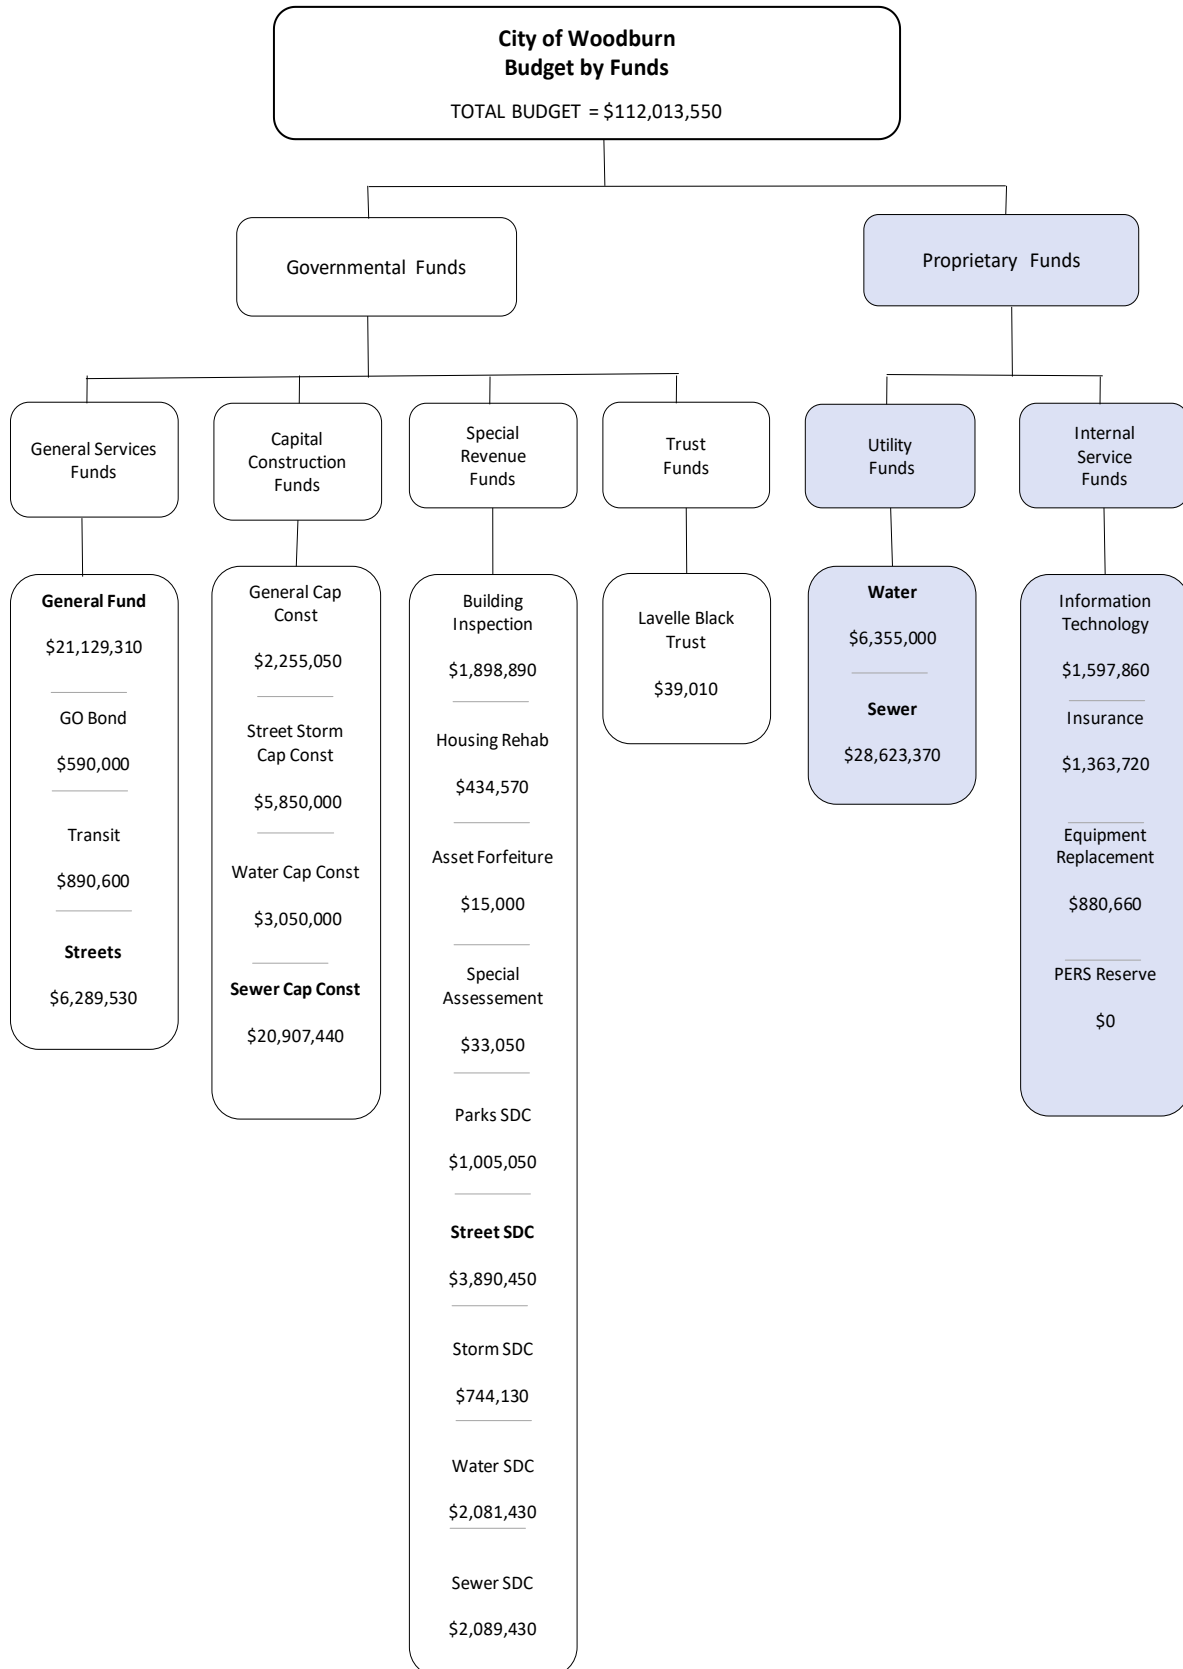 City of Woodburn
Budget by Funds
TOTAL BUDGET = $112,013,550
Governmental Funds
Proprietary Funds
General Services
Funds
Capital
Construction
Funds
Special
Revenue
Funds
Trust
Funds
Utility
Funds
Internal
Service
Funds
General Fund
$21,129,310
GO Bond
$590,000
Transit
$890,600
Streets
$6,289,530
General Cap
Const
$2,255,050
Street Storm
Cap Const
$5,850,000
Water Cap Const
$3,050,000
Sewer Cap Const
$20,907,440
Building
Inspection
$1,898,890
Housing Rehab
$434,570
Asset Forfeiture
$15,000
Special
Assessement
$33,050
Parks SDC
$1,005,050
Street SDC
$3,890,450
Storm SDC
$744,130
Water SDC
$2,081,430
Sewer SDC
$2,089,430
Lavelle Black
Trust
$39,010
Water
$6,355,000
Sewer
$28,623,370
Information
Technology
$1,597,860
Insurance
$1,363,720
Equipment
Replacement
$880,660
PERS Reserve
$0